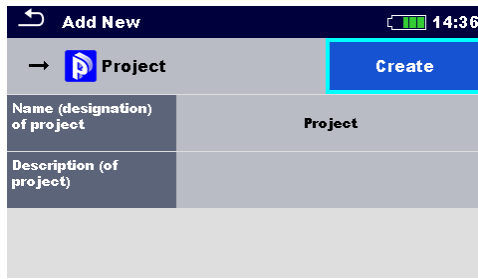 Add New
14:36
→ Project
Create
Name (designation)
of project
Project
Description (of
project)